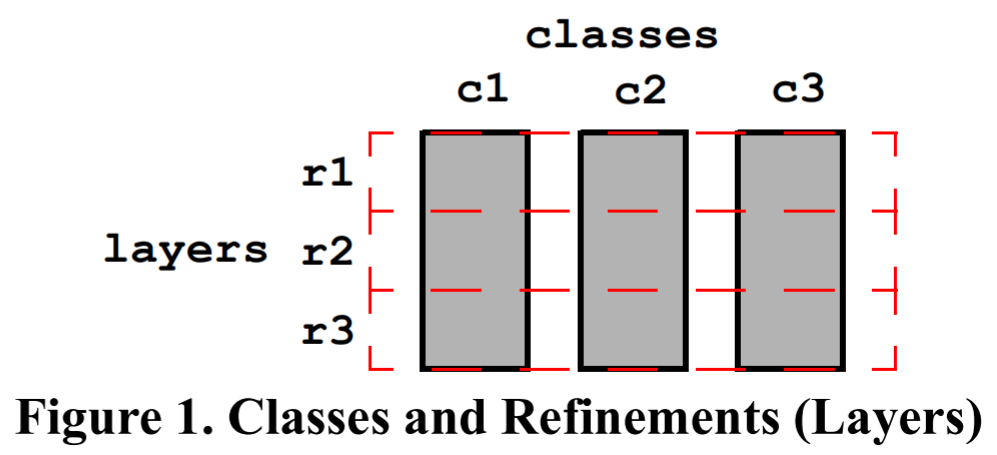 classes
c1 c2 c3
r1
layers r2
r3
Figure 1. Classes and Refinements (Layers)